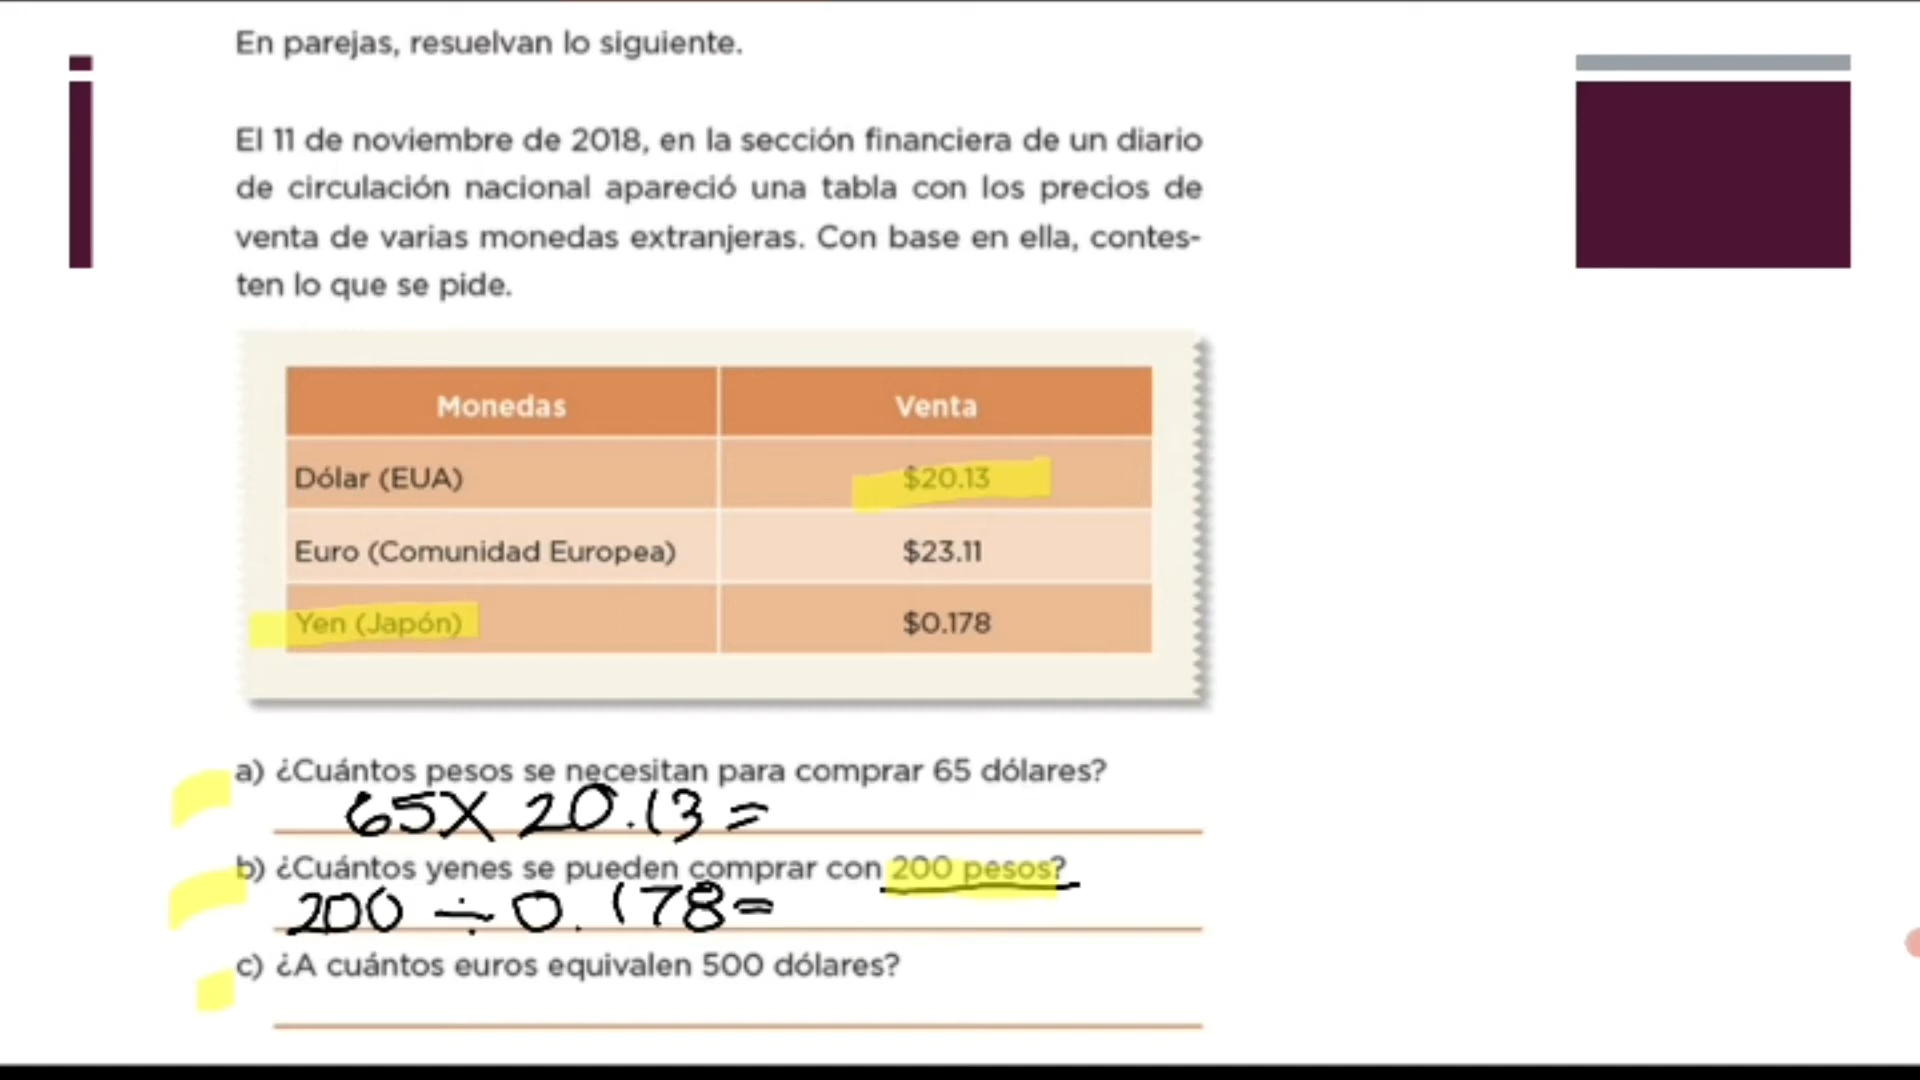 En parejas, resuelvan lo siguiente.
El 11 de noviembre de 2018, en la sección financiera de un diario
de circulación nacional apareció una tabla con los precios de
venta de varias monedas extranjeras. Con base en ella, contes-
ten lo que se pide.
Monedas Venta
Dólar (EUA) $20.13
Euro (Comunidad Europea) $23.11
Yen (Japón) $0.178
a) ¿Cuántos pesos se necesitan para comprar 65 dólares?
65X 20.13 =
b) ¿Cuántos yenes se pueden comprar con 200 pesos?
200 ÷ 0.178=
c) ¿A cuántos euros equivalen 500 dólares?